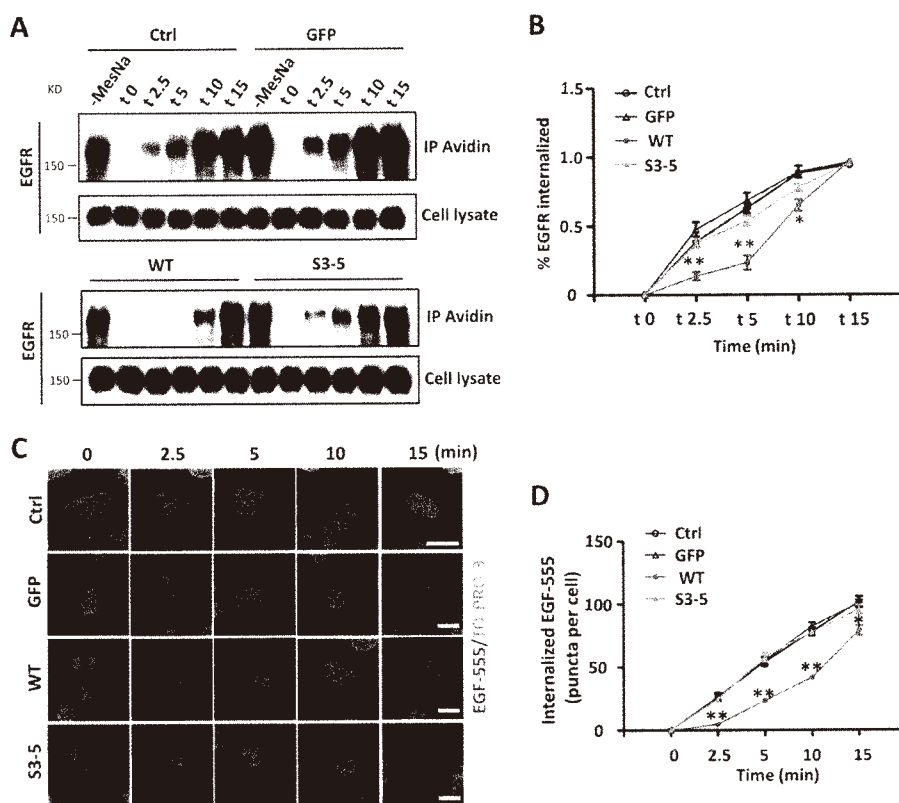 A
Ctrl GFP
KD -MesNa t 0 t 2.5 t 5 t 10 t 15 -MesNa t 0 t 2.5 t 5 t 10 t 15
EGFR
150
IP Avidin
150
Cell lysate
WT S3-5
EGFR
150
IP Avidin
150
Cell lysate
B
Ctrl
GFP
WT
S3-5
% EGFR internalized
1.5
1.0
0.5
0
** ** *
t 0 t 2.5 t 5 t 10 t 15
Time (min)
C
0 2.5 5 10 15 (min)
Ctrl
GFP
WT
S3-5
EGF-555/TO PRO 3
D
Ctrl
GFP
WT
S3-5
Internalized EGF-555
(puncta per cell)
150
100
50
0
** ** ** *
0 2.5 5 10 15
Time (min)